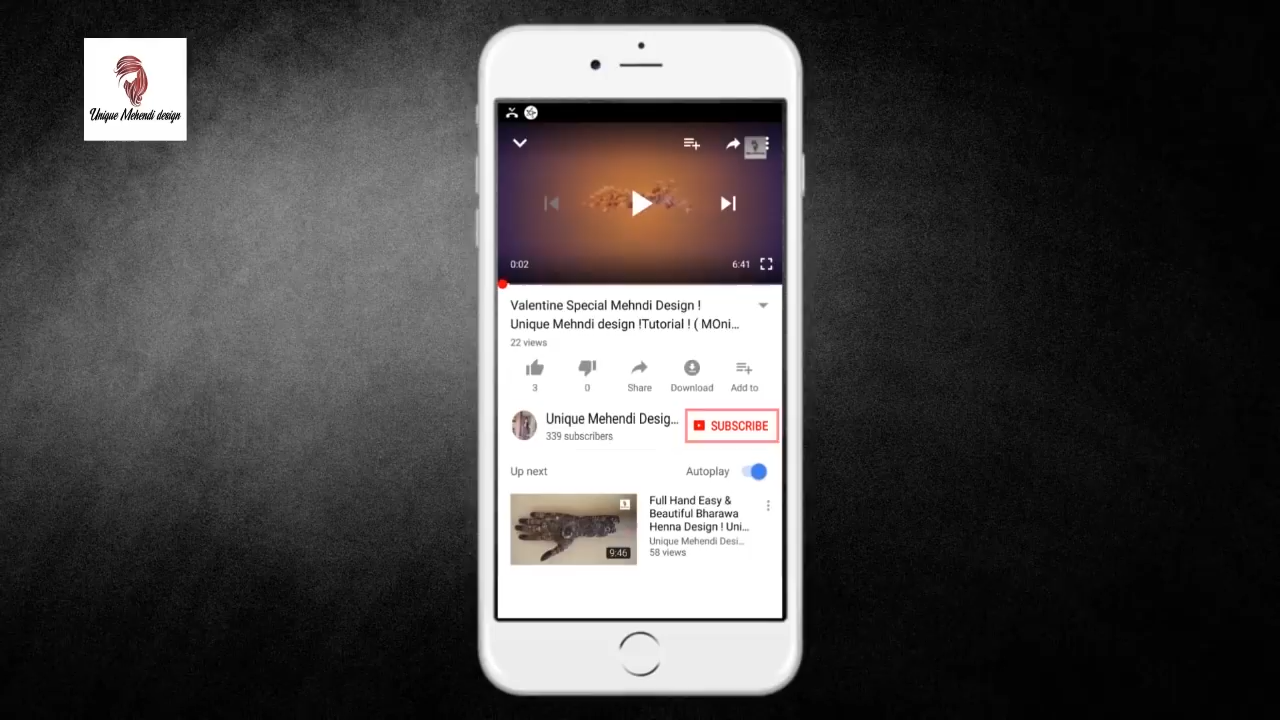 Unique Mehendi design
0:02
6:41
Valentine Special Mehndi Design !
Unique Mehndi design !Tutorial ! ( MOni...
22 views
3
0
Share
Download
Add to
Unique Mehendi Desig...
339 subscribers
SUBSCRIBE
Up next
Autoplay
9:46
Full Hand Easy &
Beautiful Bharawa
Henna Design ! Uni...
Unique Mehendi Desi...
58 views